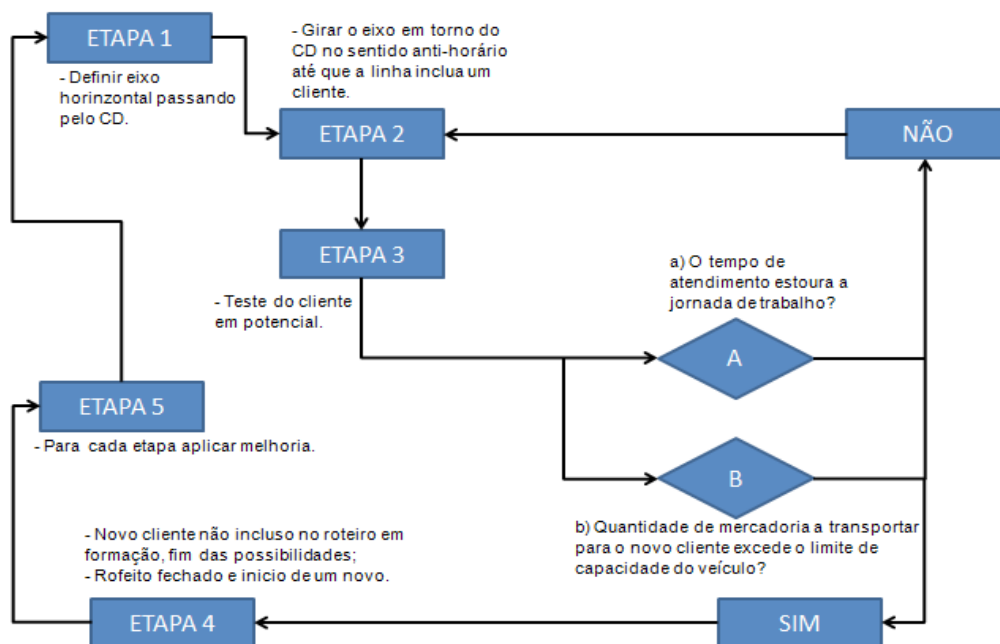 ETAPA 1
- Definir eixo
horinzontal passando
pelo CD.
- Girar o eixo em torno do
CD no sentido anti-horário
até que a linha inclua um
cliente.
ETAPA 2
NÃO
ETAPA 3
- Teste do cliente
em potencial.
a) O tempo de
atendimento estoura a
jornada de trabalho?
A
ETAPA 5
- Para cada etapa aplicar melhoria.
B
b) Quantidade de mercadoria a transportar
para o novo cliente excede o limite de
capacidade do veículo?
- Novo cliente não incluso no roteiro em
formação, fim das possibilidades;
- Rofeito fechado e inicio de um novo.
ETAPA 4
SIM